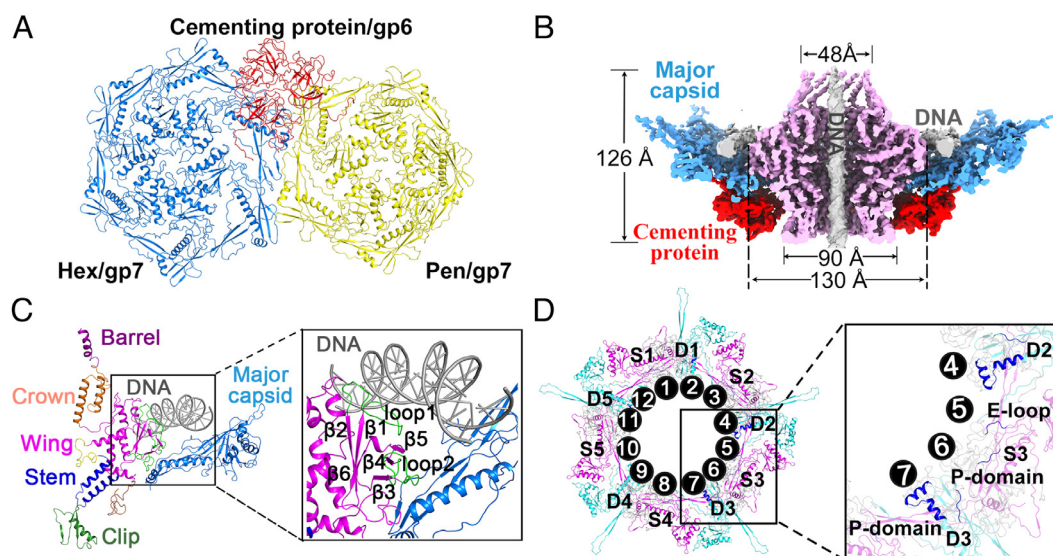 A
Cementing protein/gp6
Hex/gp7
Pen/gp7
B
48Å
Major
capsid
DNA
DNA
126 Å
Cementing
protein
90 Å
130 Å
C
Barrel
Crown
DNA
Major
capsid
Wing
Stem
Clip
DNA
loop1
β2
β1
β5
β4
loop2
β6
β3
D
S1
D1
S2
D5
D2
S5
S3
D4
S4
D3
1
2
3
4
5
6
7
8
9
10
11
12
4
D2
5
E-loop
6
S3
P-domain
7
P-domain
D3